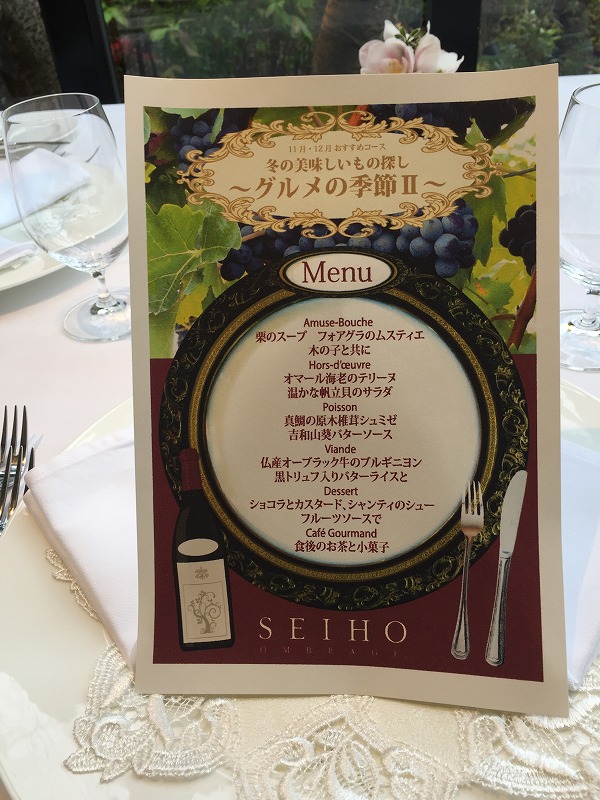 11月・12月おすすめコース
冬の美味しいもの探し
～グルメの季節Ⅱ～
Menu
Amuse-Bouche
栗のスープ　フォアグラのムスティエ
木の子と共に
Hors-d'œuvre
オマール海老のテリーヌ
温かな帆立貝のサラダ
Poisson
真鯛の原木椎茸シュミゼ
吉和山葵バターソース
Viande
仏産オーブラック牛のブルギニヨン
黒トリュフ入りバターライスと
Dessert
ショコラとカスタード、シャンティのシュー
フルーツソースで
Café Gourmand
食後のお茶と小菓子
SEIHO
OMBRAGE